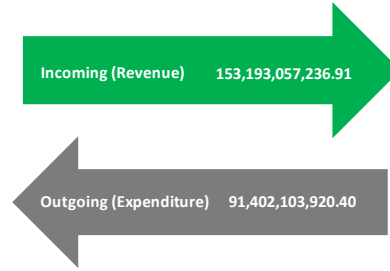 Incoming (Revenue) 153,193,057,236.91
Outgoing (Expenditure) 91,402,103,920.40